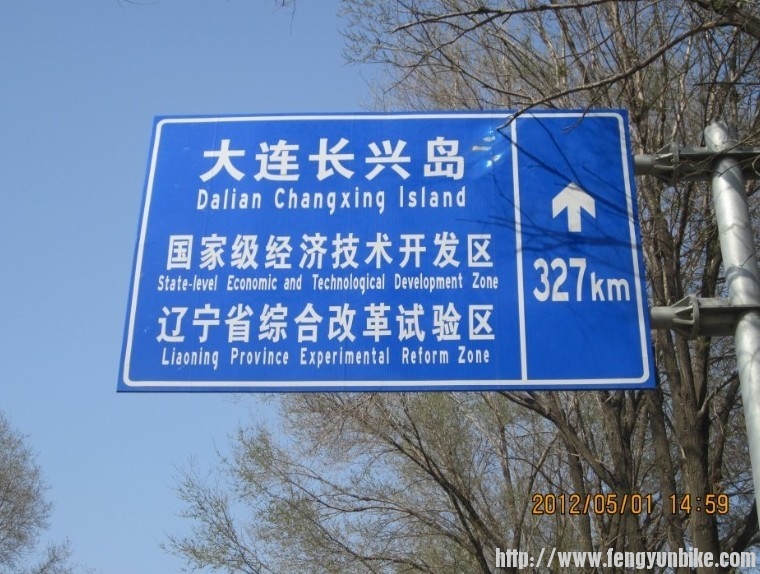 大连长兴岛
Dalian Changxing Island
国家级经济技术开发区
State-level Economic and Technological Development Zone
辽宁省综合改革试验区
Liaoning Province Experimental Reform Zone
327km
2012/05/01 14:59
http://www.fengyunbike.com